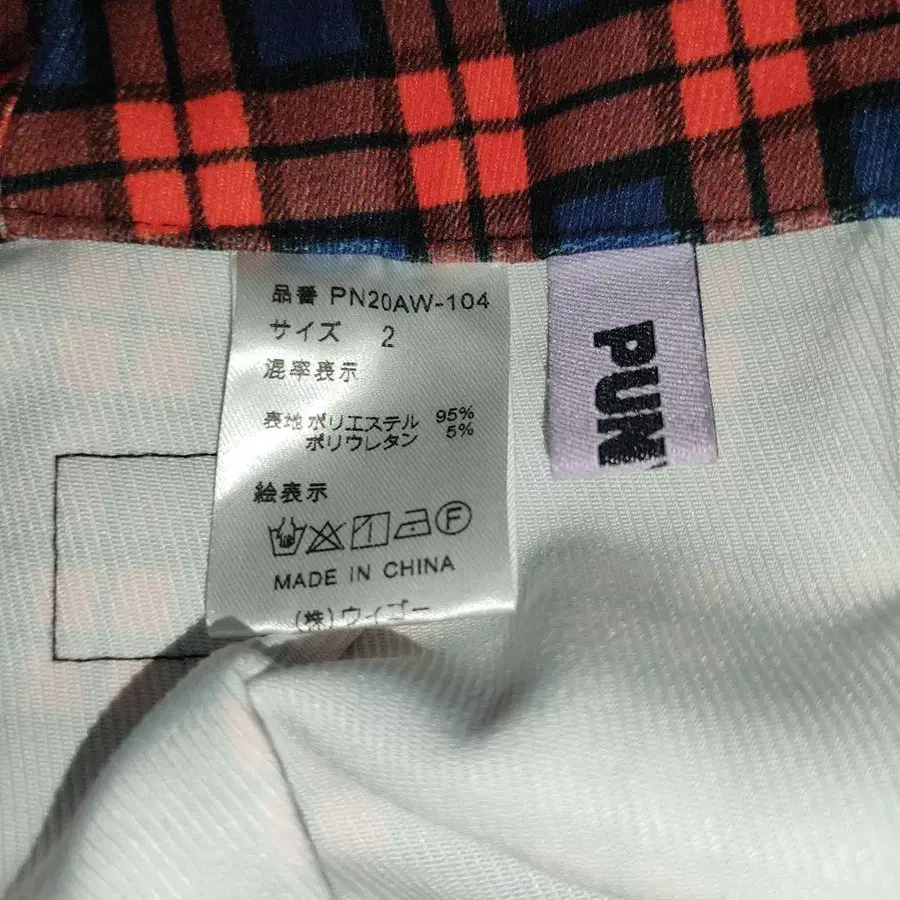 品番 PN20AW-104
サイズ 2
混率表示
表地 ポリエステル 95%
ポリウレタン 5%
絵表示
F
MADE IN CHINA
(株)ウィゴー
PUN